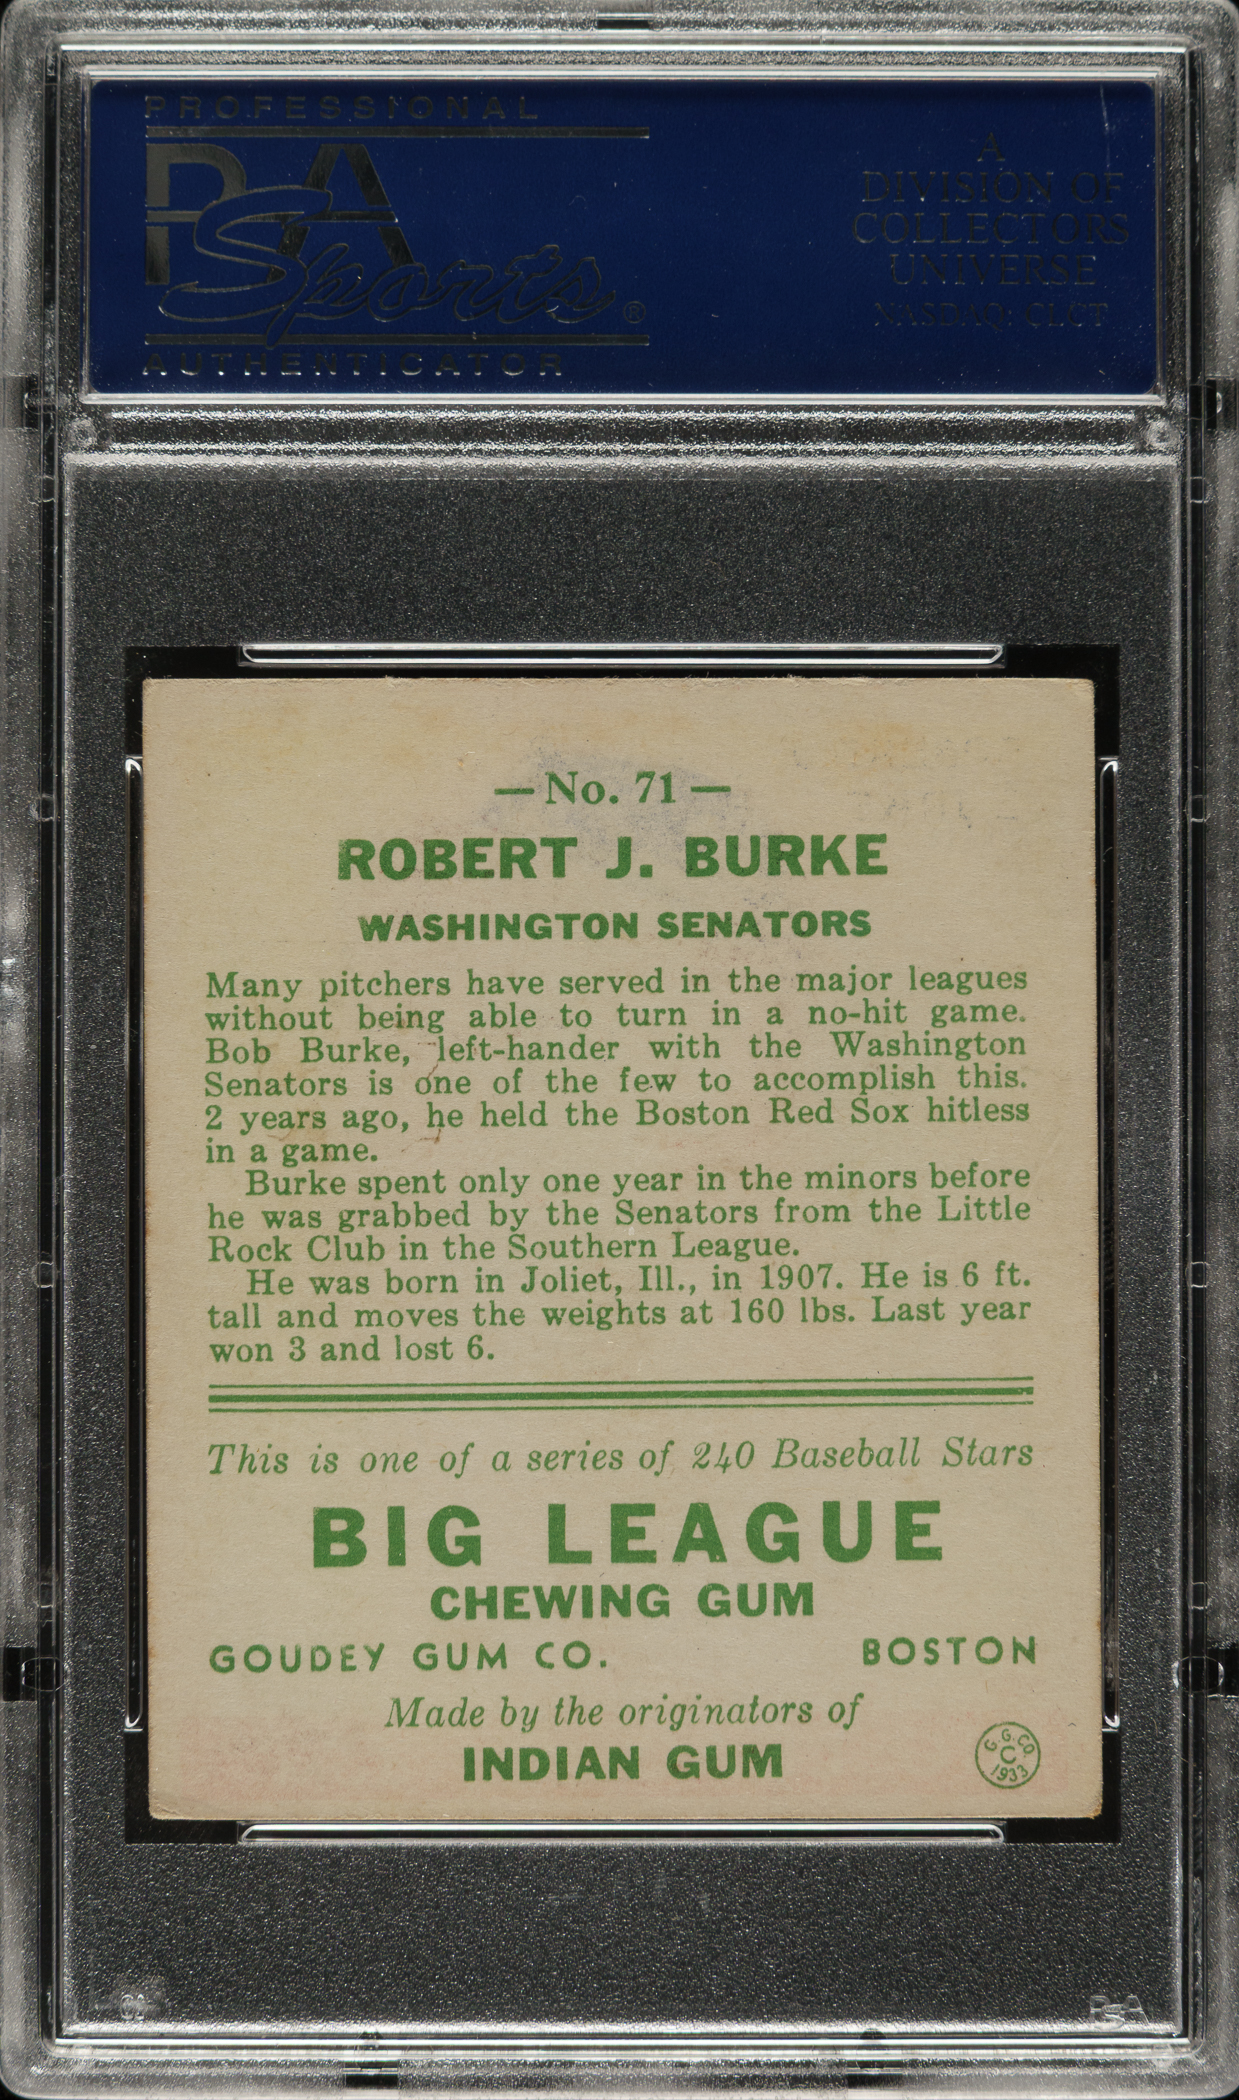 PROFESSIONAL
PSA
Sports®
AUTHENTICATOR
A
DIVISION OF
COLLECTORS
UNIVERSE
NASDAQ: CLCT
— No. 71 —
ROBERT J. BURKE
WASHINGTON SENATORS
Many pitchers have served in the major leagues
without being able to turn in a no-hit game.
Bob Burke, left-hander with the Washington
Senators is one of the few to accomplish this.
2 years ago, he held the Boston Red Sox hitless
in a game.
Burke spent only one year in the minors before
he was grabbed by the Senators from the Little
Rock Club in the Southern League.
He was born in Joliet, Ill., in 1907. He is 6 ft.
tall and moves the weights at 160 lbs. Last year
won 3 and lost 6.
This is one of a series of 240 Baseball Stars
BIG LEAGUE
CHEWING GUM
GOUDEY GUM CO. BOSTON
Made by the originators of
INDIAN GUM
G. G. CO.
C
1933
PSA